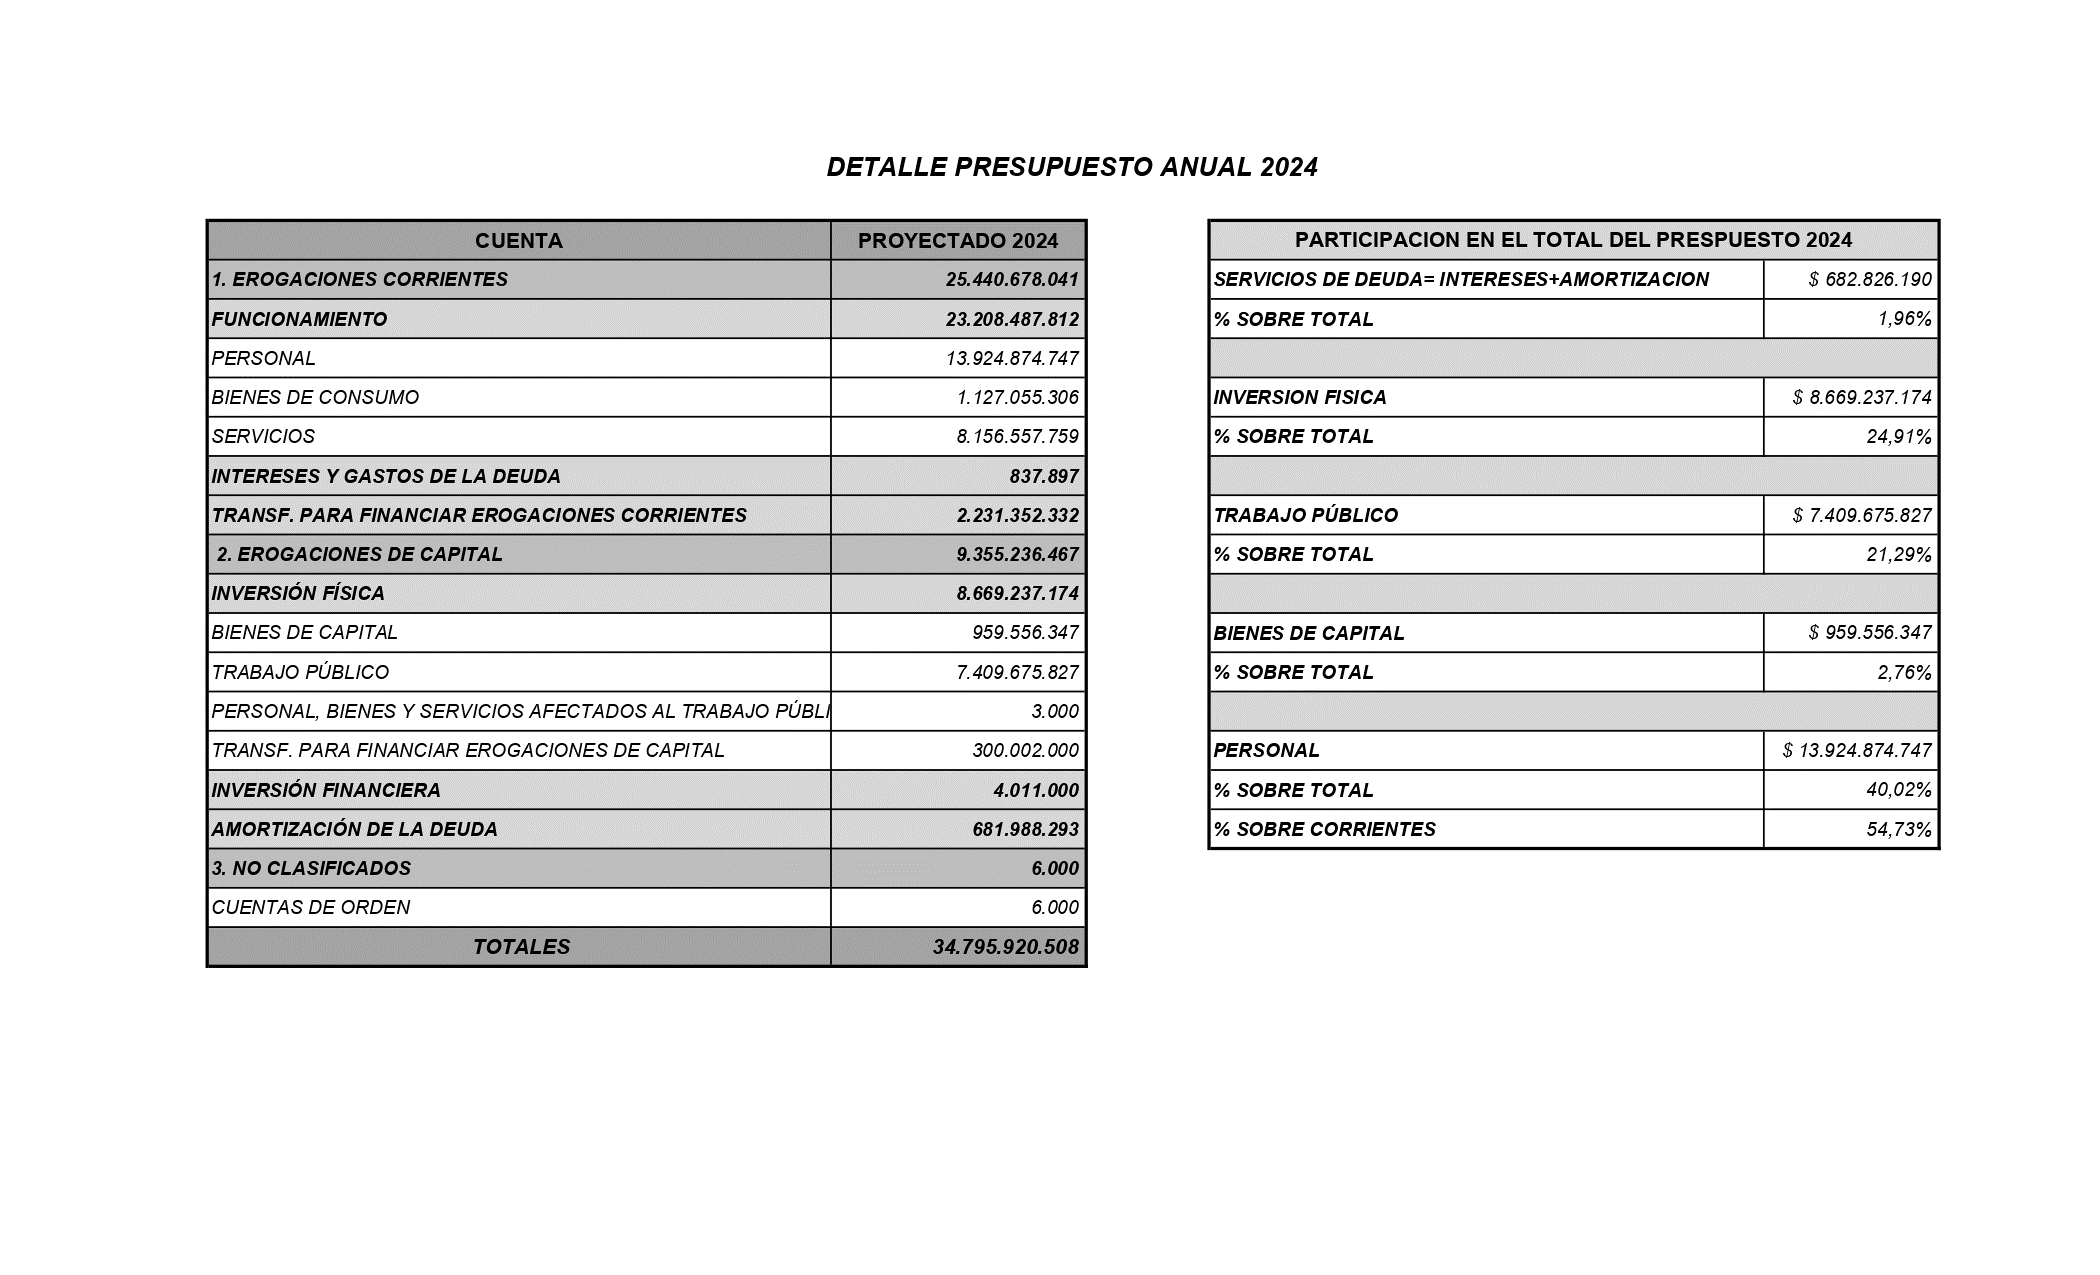 DETALLE PRESUPUESTO ANUAL 2024
CUENTA PROYECTADO 2024
1. EROGACIONES CORRIENTES 25.440.678.041
FUNCIONAMIENTO 23.208.487.812
PERSONAL 13.924.874.747
BIENES DE CONSUMO 1.127.055.306
SERVICIOS 8.156.557.759
INTERESES Y GASTOS DE LA DEUDA 837.897
TRANSF. PARA FINANCIAR EROGACIONES CORRIENTES 2.231.352.332
2. EROGACIONES DE CAPITAL 9.355.236.467
INVERSIÓN FÍSICA 8.669.237.174
BIENES DE CAPITAL 959.556.347
TRABAJO PÚBLICO 7.409.675.827
PERSONAL, BIENES Y SERVICIOS AFECTADOS AL TRABAJO PÚBLI 3.000
TRANSF. PARA FINANCIAR EROGACIONES DE CAPITAL 300.002.000
INVERSIÓN FINANCIERA 4.011.000
AMORTIZACIÓN DE LA DEUDA 681.988.293
3. NO CLASIFICADOS 6.000
CUENTAS DE ORDEN 6.000
TOTALES 34.795.920.508
PARTICIPACION EN EL TOTAL DEL PRESPUESTO 2024
SERVICIOS DE DEUDA= INTERESES+AMORTIZACION $ 682.826.190
% SOBRE TOTAL 1,96%
INVERSION FISICA $ 8.669.237.174
% SOBRE TOTAL 24,91%
TRABAJO PÚBLICO $ 7.409.675.827
% SOBRE TOTAL 21,29%
BIENES DE CAPITAL $ 959.556.347
% SOBRE TOTAL 2,76%
PERSONAL $ 13.924.874.747
% SOBRE TOTAL 40,02%
% SOBRE CORRIENTES 54,73%